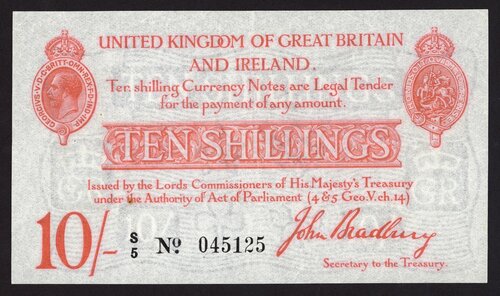 UNITED KINGDOM OF GREAT BRITAIN
AND IRELAND.
Ten shilling Currency Notes are Legal Tender
for the payment of any amount.
TEN SHILLINGS
Issued by the Lords Commissioners of His Majesty's Treasury
under the Authority of Act of Parliament (4 & 5 Geo. V. ch. 14)
10/-
S/5 No. 045125
John Bradbury
Secretary to the Treasury.